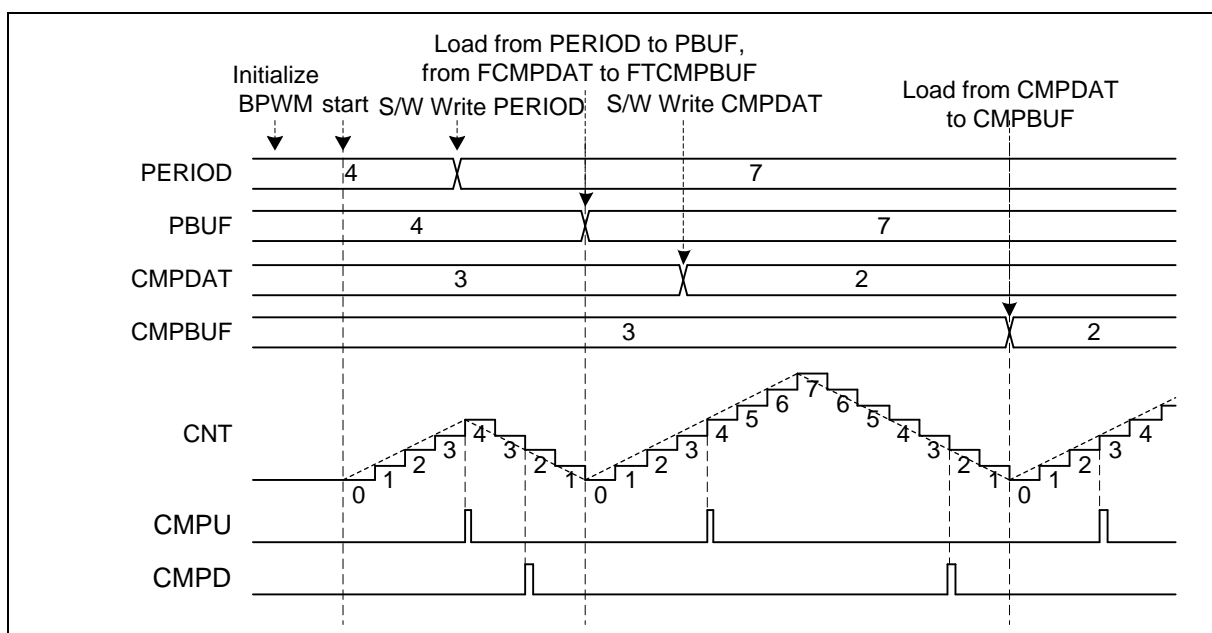 Load from PERIOD to PBUF,
from FCMPDAT to FTCMPBUF
Initialize
BPWM start S/W Write PERIOD S/W Write CMPDAT
Load from CMPDAT
to CMPBUF
PERIOD 4 7
PBUF 4 7
CMPDAT 3 2
CMPBUF 3 2
CNT 0 1 2 3 4 3 2 1 0 1 2 3 4 5 6 7 6 5 4 3 2 1 0 1 2 3 4
CMPU
CMPD